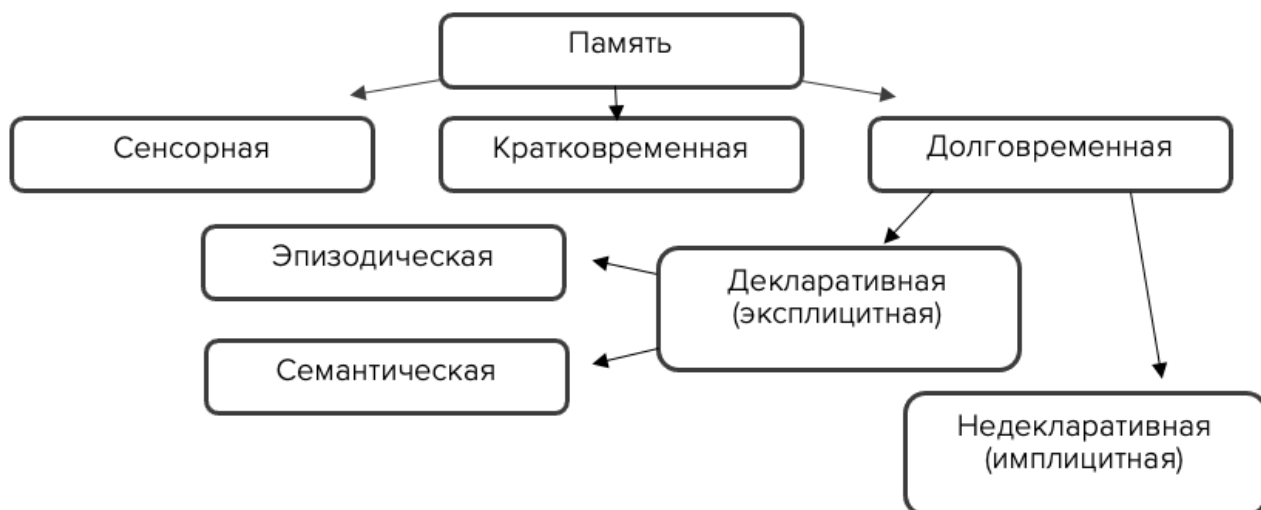 Память
Сенсорная
Кратковременная
Долговременная
Эпизодическая
Декларативная
(эксплицитная)
Семантическая
Недекларативная
(имплицитная)